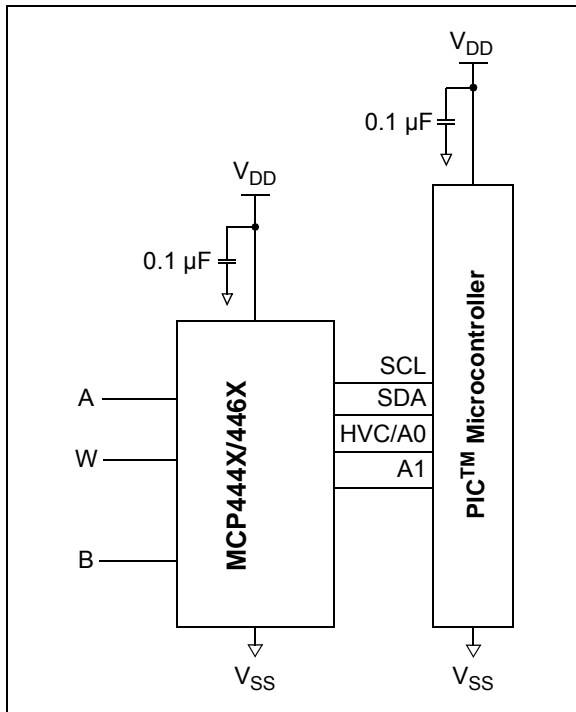 V_DD
0.1 µF
V_DD
0.1 µF
A
W
B
MCP444X/446X
SCL
SDA
HVC/A0
A1
PIC™ Microcontroller
V_SS
V_SS